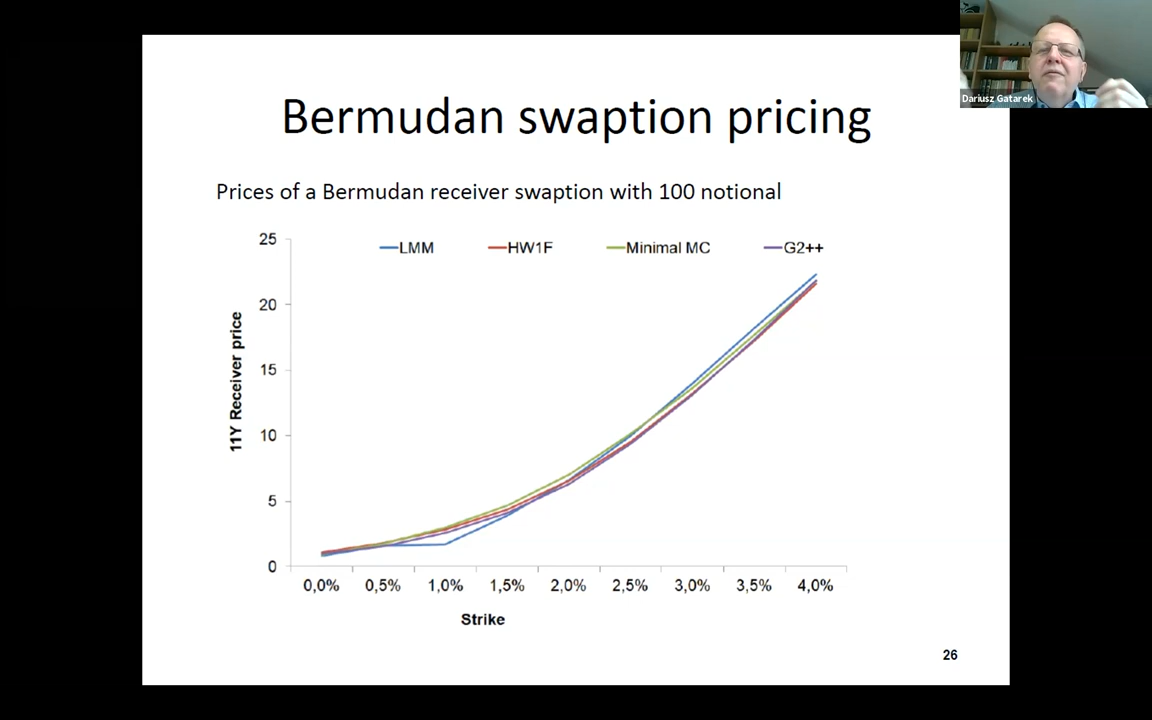 Dariusz Gatarek
Bermudan swaption pricing
Prices of a Bermudan receiver swaption with 100 notional
LMM HW1F Minimal MC G2++
25
20
15
10
5
0
11Y Receiver price
0,0% 0,5% 1,0% 1,5% 2,0% 2,5% 3,0% 3,5% 4,0%
Strike
26